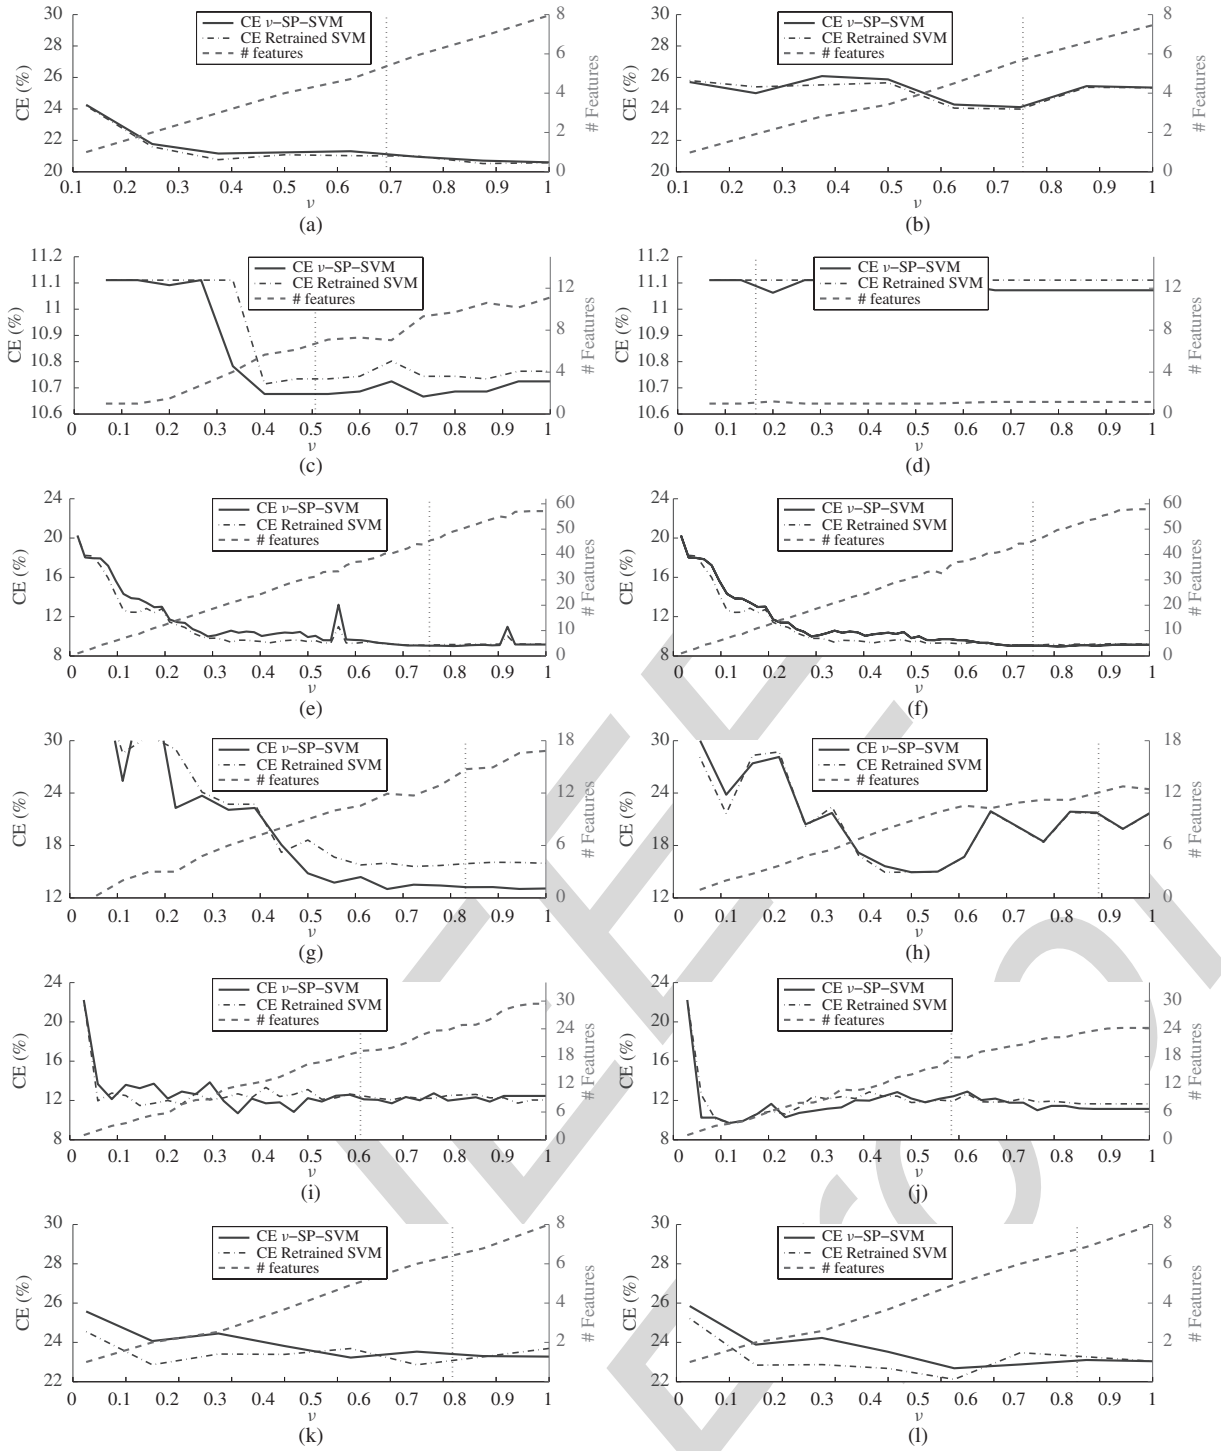 CE (%)
30
28
26
24
22
20
CE ν−SP−SVM
CE Retrained SVM
# features
8
6
4
2
0
# Features
0.1 0.2 0.3 0.4 0.5 0.6 0.7 0.8 0.9 1
ν
(a)
CE (%)
30
28
26
24
22
20
CE ν−SP−SVM
CE Retrained SVM
# features
8
6
4
2
0
# Features
0.1 0.2 0.3 0.4 0.5 0.6 0.7 0.8 0.9 1
ν
(b)
CE (%)
11.2
11.1
11
10.9
10.8
10.7
10.6
CE ν−SP−SVM
CE Retrained SVM
# features
12
8
4
0
# Features
0 0.1 0.2 0.3 0.4 0.5 0.6 0.7 0.8 0.9 1
ν
(c)
CE (%)
11.2
11.1
11
10.9
10.8
10.7
10.6
CE ν−SP−SVM
CE Retrained SVM
# features
12
8
4
0
# Features
0 0.1 0.2 0.3 0.4 0.5 0.6 0.7 0.8 0.9 1
ν
(d)
CE (%)
24
20
16
12
8
CE ν−SP−SVM
CE Retrained SVM
# features
60
50
40
30
20
10
0
# Features
0 0.1 0.2 0.3 0.4 0.5 0.6 0.7 0.8 0.9 1
ν
(e)
CE (%)
24
20
16
12
8
CE ν−SP−SVM
CE Retrained SVM
# features
60
50
40
30
20
10
0
# Features
0 0.1 0.2 0.3 0.4 0.5 0.6 0.7 0.8 0.9 1
ν
(f)
CE (%)
30
24
18
12
CE ν−SP−SVM
CE Retrained SVM
# features
18
12
6
0
# Features
0 0.1 0.2 0.3 0.4 0.5 0.6 0.7 0.8 0.9 1
ν
(g)
CE (%)
30
24
18
12
CE ν−SP−SVM
CE Retrained SVM
# features
18
12
6
0
# Features
0 0.1 0.2 0.3 0.4 0.5 0.6 0.7 0.8 0.9 1
ν
(h)
CE (%)
24
20
16
12
8
CE ν−SP−SVM
CE Retrained SVM
# features
30
24
18
12
6
0
# Features
0 0.1 0.2 0.3 0.4 0.5 0.6 0.7 0.8 0.9 1
ν
(i)
CE (%)
24
20
16
12
8
CE ν−SP−SVM
CE Retrained SVM
# features
30
24
18
12
6
0
# Features
0 0.1 0.2 0.3 0.4 0.5 0.6 0.7 0.8 0.9 1
ν
(j)
CE (%)
30
28
26
24
22
CE ν−SP−SVM
CE Retrained SVM
# features
8
6
4
2
0
# Features
0.1 0.2 0.3 0.4 0.5 0.6 0.7 0.8 0.9 1
ν
(k)
CE (%)
30
28
26
24
22
CE ν−SP−SVM
CE Retrained SVM
# features
8
6
4
2
0
# Features
0.1 0.2 0.3 0.4 0.5 0.6 0.7 0.8 0.9 1
ν
(l)
IEEE